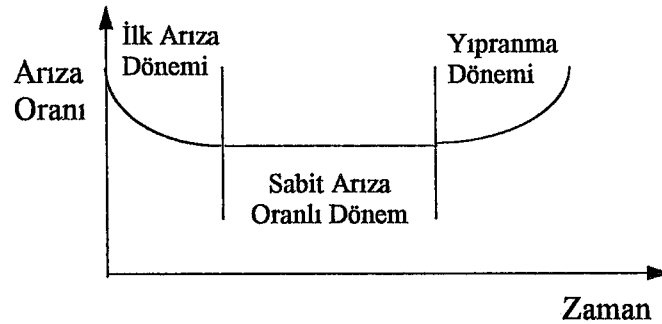 İlk Arıza
Dönemi
Yıpranma
Dönemi
Arıza
Oranı
Sabit Arıza
Oranlı Dönem
Zaman